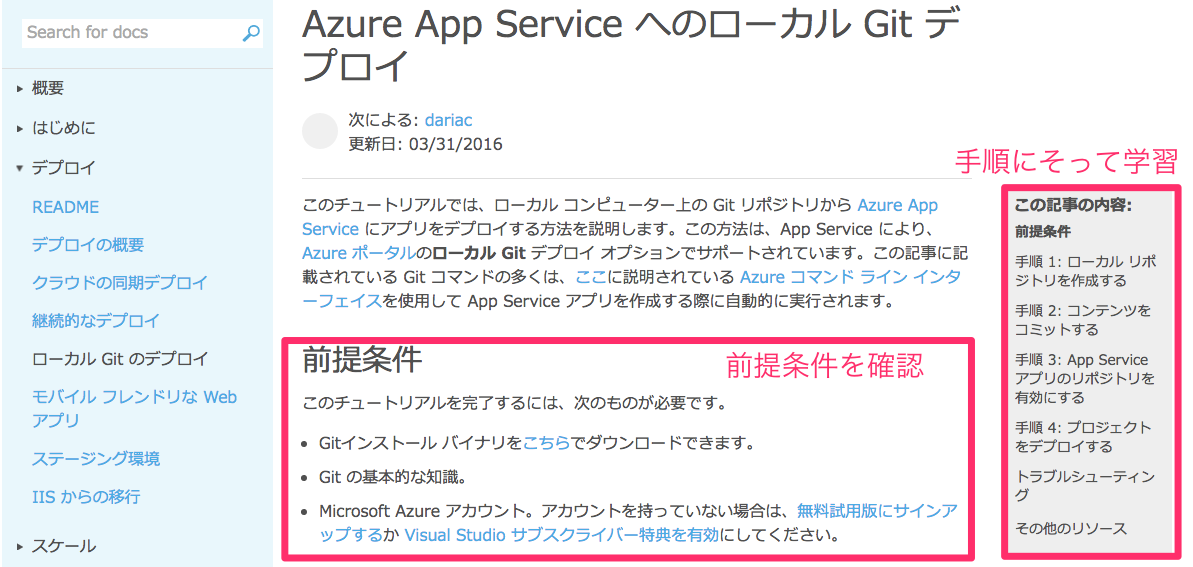 Search for docs
概要
はじめに
デプロイ
README
デプロイの概要
クラウドの同期デプロイ
継続的なデプロイ
ローカル Git のデプロイ
モバイル フレンドリな Web
アプリ
ステージング環境
IIS からの移行
スケール
Azure App Service へのローカル Git デ
プロイ
次による: dariac
更新日: 03/31/2016
このチュートリアルでは、ローカル コンピューター上の Git リポジトリから Azure App
Service にアプリをデプロイする方法を説明します。この方法は、App Service により、
Azure ポータルのローカル Git デプロイ オプションでサポートされています。この記事に記
載されている Git コマンドの多くは、ここに説明されている Azure コマンド ライン インタ
ーフェイスを使用して App Service アプリを作成する際に自動的に実行されます。
前提条件
前提条件を確認
このチュートリアルを完了するには、次のものが必要です。
Gitインストール バイナリをこちらでダウンロードできます。
Git の基本的な知識。
Microsoft Azure アカウント。アカウントを持っていない場合は、無料試用版にサインア
ップするか Visual Studio サブスクライバー特典を有効にしてください。
手順にそって学習
この記事の内容:
前提条件
手順 1: ローカル リポ
ジトリを作成する
手順 2: コンテンツを
コミットする
手順 3: App Service
アプリのリポジトリを
有効にする
手順 4: プロジェクト
をデプロイする
トラブルシューティン
グ
その他のリソース